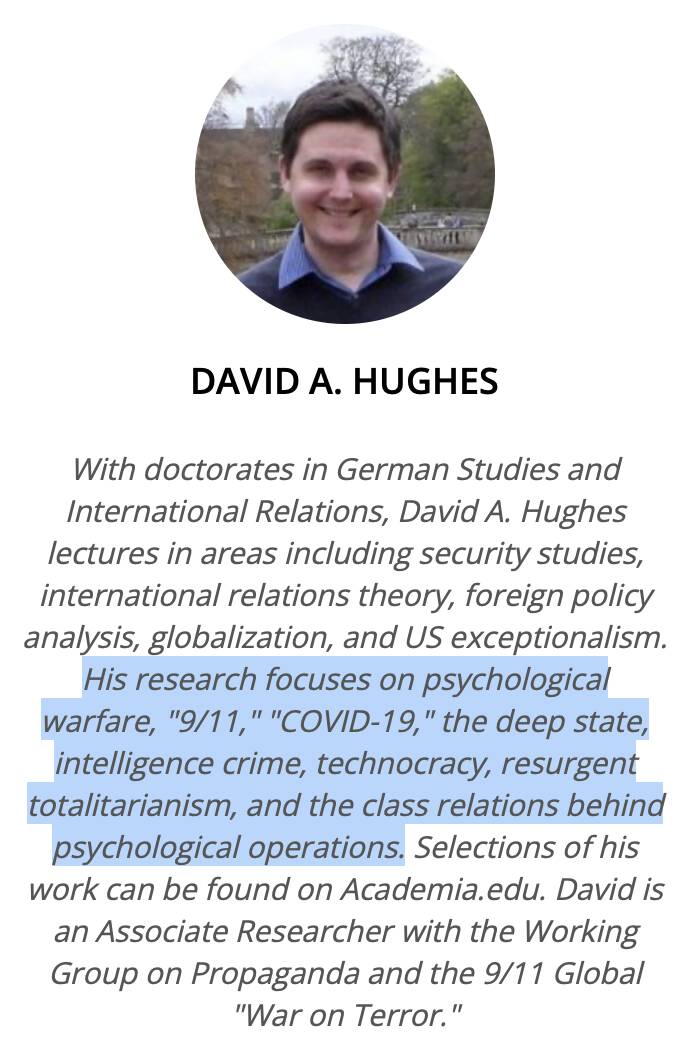 DAVID A. HUGHES
With doctorates in German Studies and
International Relations, David A. Hughes
lectures in areas including security studies,
international relations theory, foreign policy
analysis, globalization, and US exceptionalism.
His research focuses on psychological
warfare, "9/11," "COVID-19," the deep state,
intelligence crime, technocracy, resurgent
totalitarianism, and the class relations behind
psychological operations. Selections of his
work can be found on Academia.edu. David is
an Associate Researcher with the Working
Group on Propaganda and the 9/11 Global
"War on Terror."